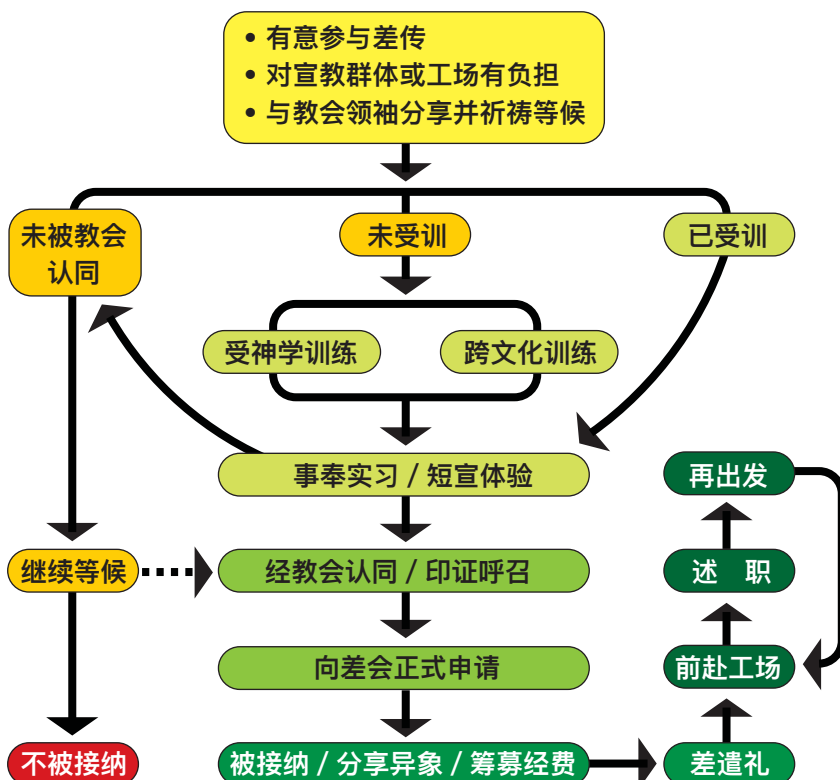 • 有意参与差传
• 对宣教群体或工场有负担
• 与教会领袖分享并祈祷等候
未被教会
认同
未受训
已受训
受神学训练
跨文化训练
事奉实习 / 短宣体验
再出发
继续等候
经教会认同 / 印证呼召
述　职
向差会正式申请
前赴工场
不被接纳
被接纳 / 分享异象 / 筹募经费
差遣礼